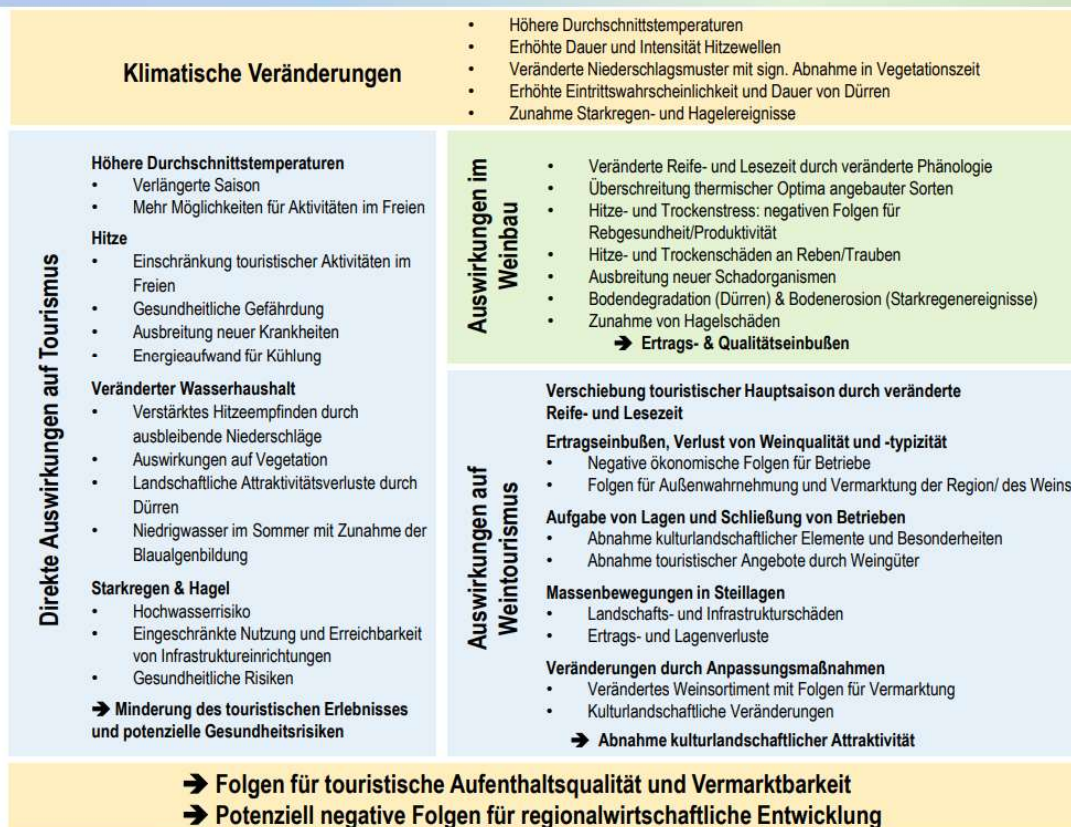 Klimatische Veränderungen
• Höhere Durchschnittstemperaturen
• Erhöhte Dauer und Intensität Hitzewellen
• Veränderte Niederschlagsmuster mit sign. Abnahme in Vegetationszeit
• Erhöhte Eintrittswahrscheinlichkeit und Dauer von Dürren
• Zunahme Starkregen- und Hagelereignisse
Direkte Auswirkungen auf Tourismus
Höhere Durchschnittstemperaturen
• Verlängerte Saison
• Mehr Möglichkeiten für Aktivitäten im Freien
Hitze
• Einschränkung touristischer Aktivitäten im
Freien
• Gesundheitliche Gefährdung
• Ausbreitung neuer Krankheiten
- Energieaufwand für Kühlung
Veränderter Wasserhaushalt
• Verstärktes Hitzeempfinden durch
ausbleibende Niederschläge
• Auswirkungen auf Vegetation
• Landschaftliche Attraktivitätsverluste durch
Dürren
• Niedrigwasser im Sommer mit Zunahme der
Blaualgenbildung
Starkregen & Hagel
• Hochwasserrisiko
• Eingeschränkte Nutzung und Erreichbarkeit
von Infrastruktureinrichtungen
• Gesundheitliche Risiken
➔ Minderung des touristischen Erlebnisses
und potenzielle Gesundheitsrisiken
Auswirkungen im
Weinbau
• Veränderte Reife- und Lesezeit durch veränderte Phänologie
• Überschreitung thermischer Optima angebauter Sorten
• Hitze- und Trockenstress: negativen Folgen für
Rebgesundheit/Produktivität
• Hitze- und Trockenschäden an Reben/Trauben
• Ausbreitung neuer Schadorganismen
• Bodendegradation (Dürren) & Bodenerosion (Starkregenereignisse)
• Zunahme von Hagelschäden
➔ Ertrags- & Qualitätseinbußen
Auswirkungen auf
Weintourismus
Verschiebung touristischer Hauptsaison durch veränderte
Reife- und Lesezeit
Ertragseinbußen, Verlust von Weinqualität und -typizität
• Negative ökonomische Folgen für Betriebe
• Folgen für Außenwahrnehmung und Vermarktung der Region/ des Weins
Aufgabe von Lagen und Schließung von Betrieben
• Abnahme kulturlandschaftlicher Elemente und Besonderheiten
• Abnahme touristischer Angebote durch Weingüter
Massenbewegungen in Steillagen
• Landschafts- und Infrastrukturschäden
• Ertrags- und Lagenverluste
Veränderungen durch Anpassungsmaßnahmen
• Verändertes Weinsortiment mit Folgen für Vermarktung
• Kulturlandschaftliche Veränderungen
➔ Abnahme kulturlandschaftlicher Attraktivität
➔ Folgen für touristische Aufenthaltsqualität und Vermarktbarkeit
➔ Potenziell negative Folgen für regionalwirtschaftliche Entwicklung